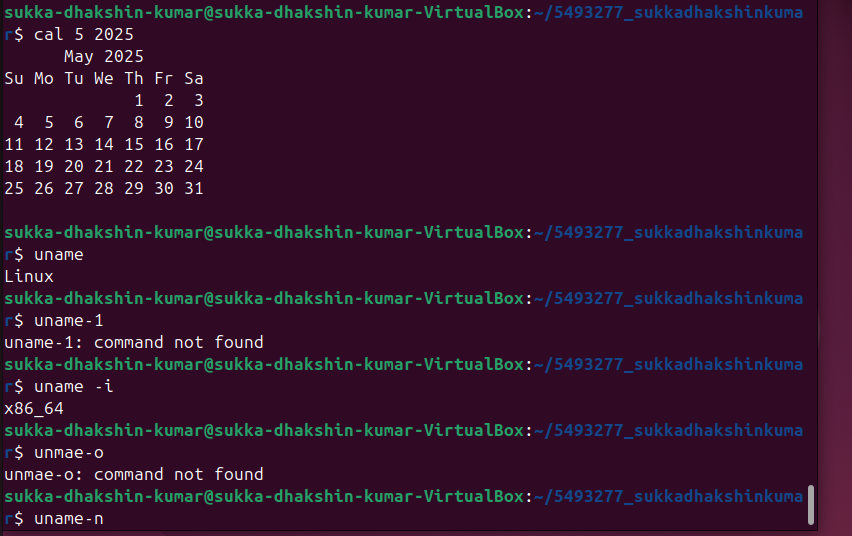 sukka-dhakshin-kumar@sukka-dhakshin-kumar-VirtualBox:~/5493277_sukkadhakshinkuma
r$ cal 5 2025
      May 2025
Su Mo Tu We Th Fr Sa
             1  2  3
 4  5  6  7  8  9 10
11 12 13 14 15 16 17
18 19 20 21 22 23 24
25 26 27 28 29 30 31

sukka-dhakshin-kumar@sukka-dhakshin-kumar-VirtualBox:~/5493277_sukkadhakshinkuma
r$ uname
Linux
sukka-dhakshin-kumar@sukka-dhakshin-kumar-VirtualBox:~/5493277_sukkadhakshinkuma
r$ uname-1
uname-1: command not found
sukka-dhakshin-kumar@sukka-dhakshin-kumar-VirtualBox:~/5493277_sukkadhakshinkuma
r$ uname -i
x86_64
sukka-dhakshin-kumar@sukka-dhakshin-kumar-VirtualBox:~/5493277_sukkadhakshinkuma
r$ unmae-o
unmae-o: command not found
sukka-dhakshin-kumar@sukka-dhakshin-kumar-VirtualBox:~/5493277_sukkadhakshinkuma
r$ uname-n